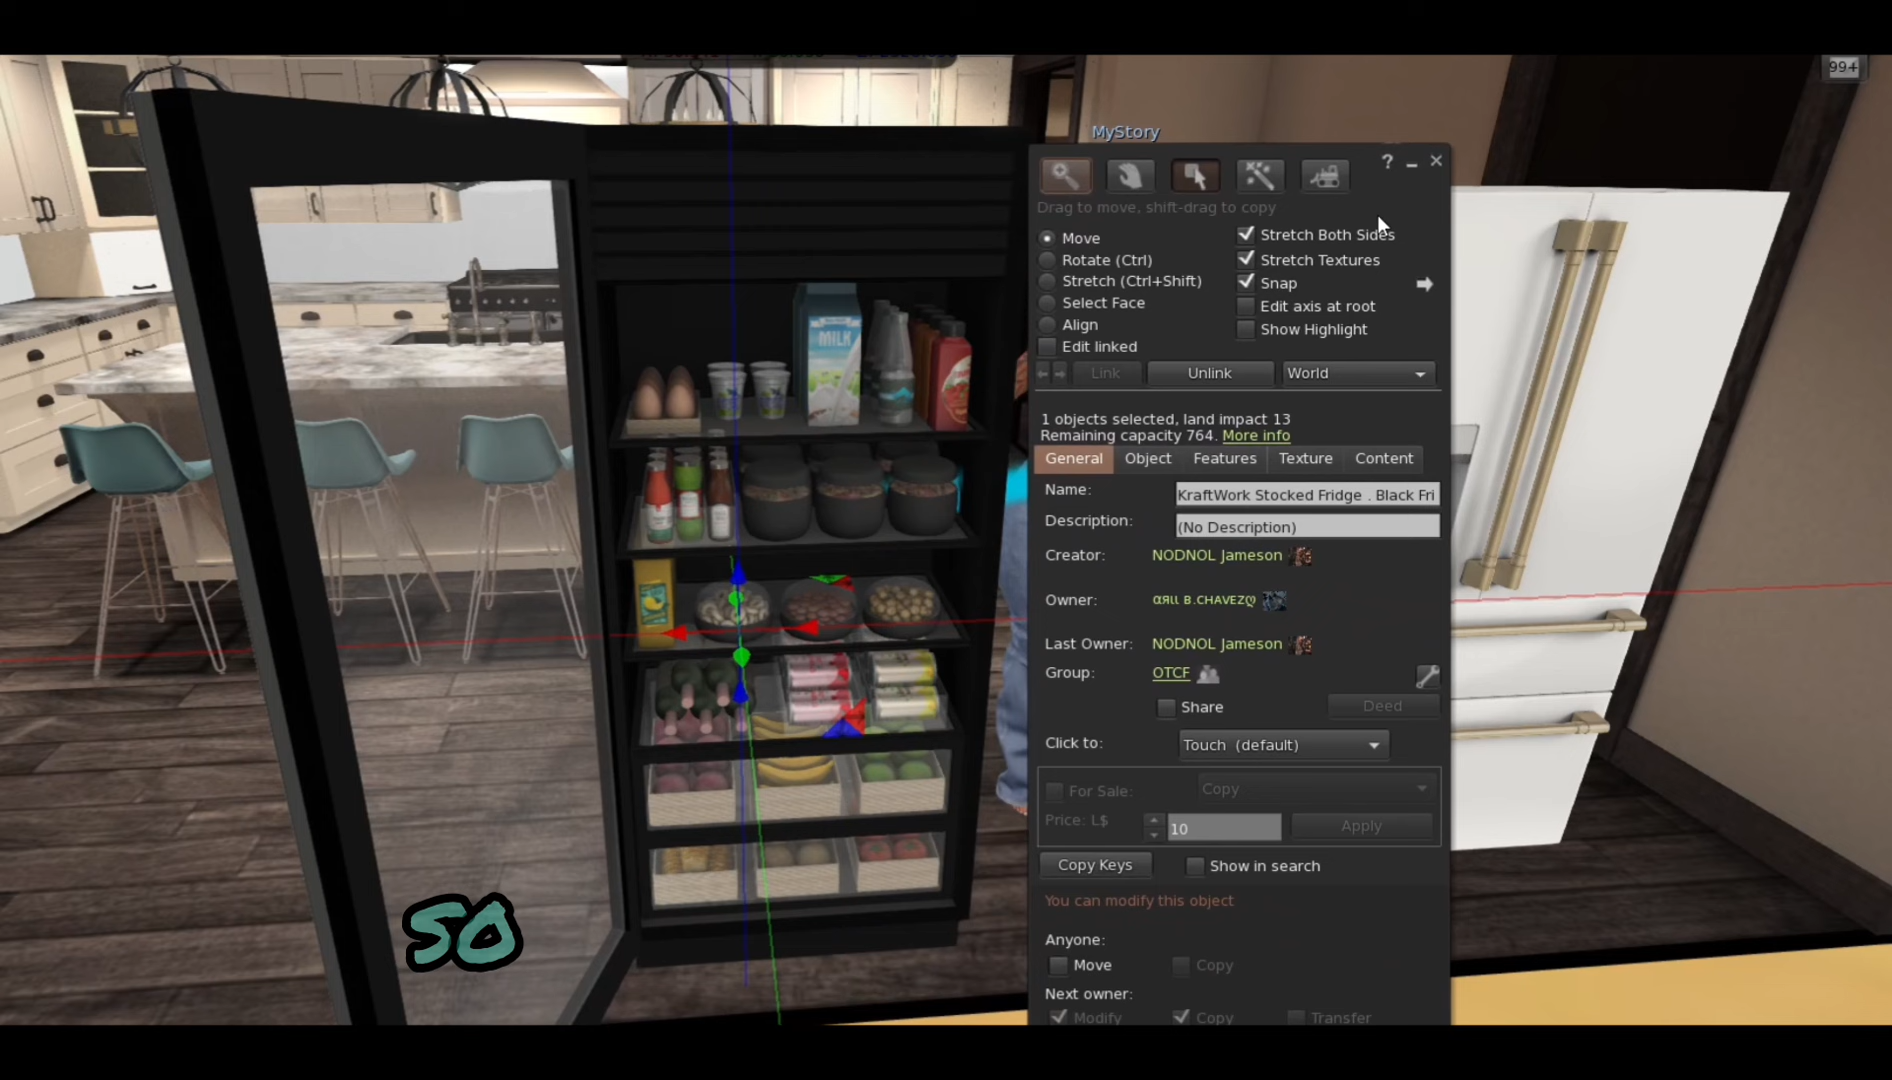 99+
MyStory
Drag to move, shift-drag to copy
Move
Stretch Both Sides
Rotate (Ctrl)
Stretch Textures
Stretch (Ctrl+Shift)
Snap
Select Face
Edit axis at root
Align
Show Highlight
Edit linked
Link
Unlink
World
1 objects selected, land impact 13
Remaining capacity 764. More info
General Object Features Texture Content
Name: KraftWork Stocked Fridge . Black Fri
Description: (No Description)
Creator: NODNOL Jameson
Owner: αЯιι B.CHAVEZღ
Last Owner: NODNOL Jameson
Group: OTCF
Share
Deed
Click to: Touch (default)
For Sale: Copy
Price: L$ 10 Apply
Copy Keys
Show in search
You can modify this object
Anyone:
Move
Copy
Next owner:
Modify
Copy
Transfer
MILK
SO